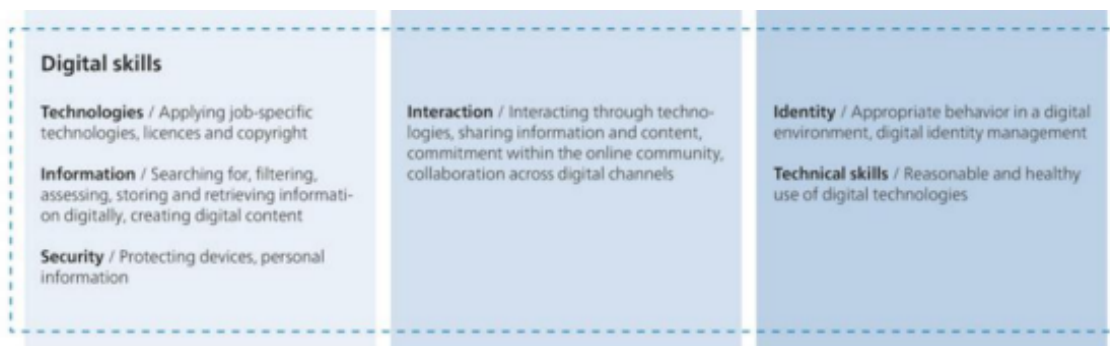 Digital skills
Technologies / Applying job-specific
technologies, licences and copyright
Information / Searching for, filtering,
assessing, storing and retrieving informati-
on digitally, creating digital content
Security / Protecting devices, personal
information
Interaction / Interacting through techno-
logies, sharing information and content,
commitment within the online community,
collaboration across digital channels
Identity / Appropriate behavior in a digital
environment, digital identity management
Technical skills / Reasonable and healthy
use of digital technologies